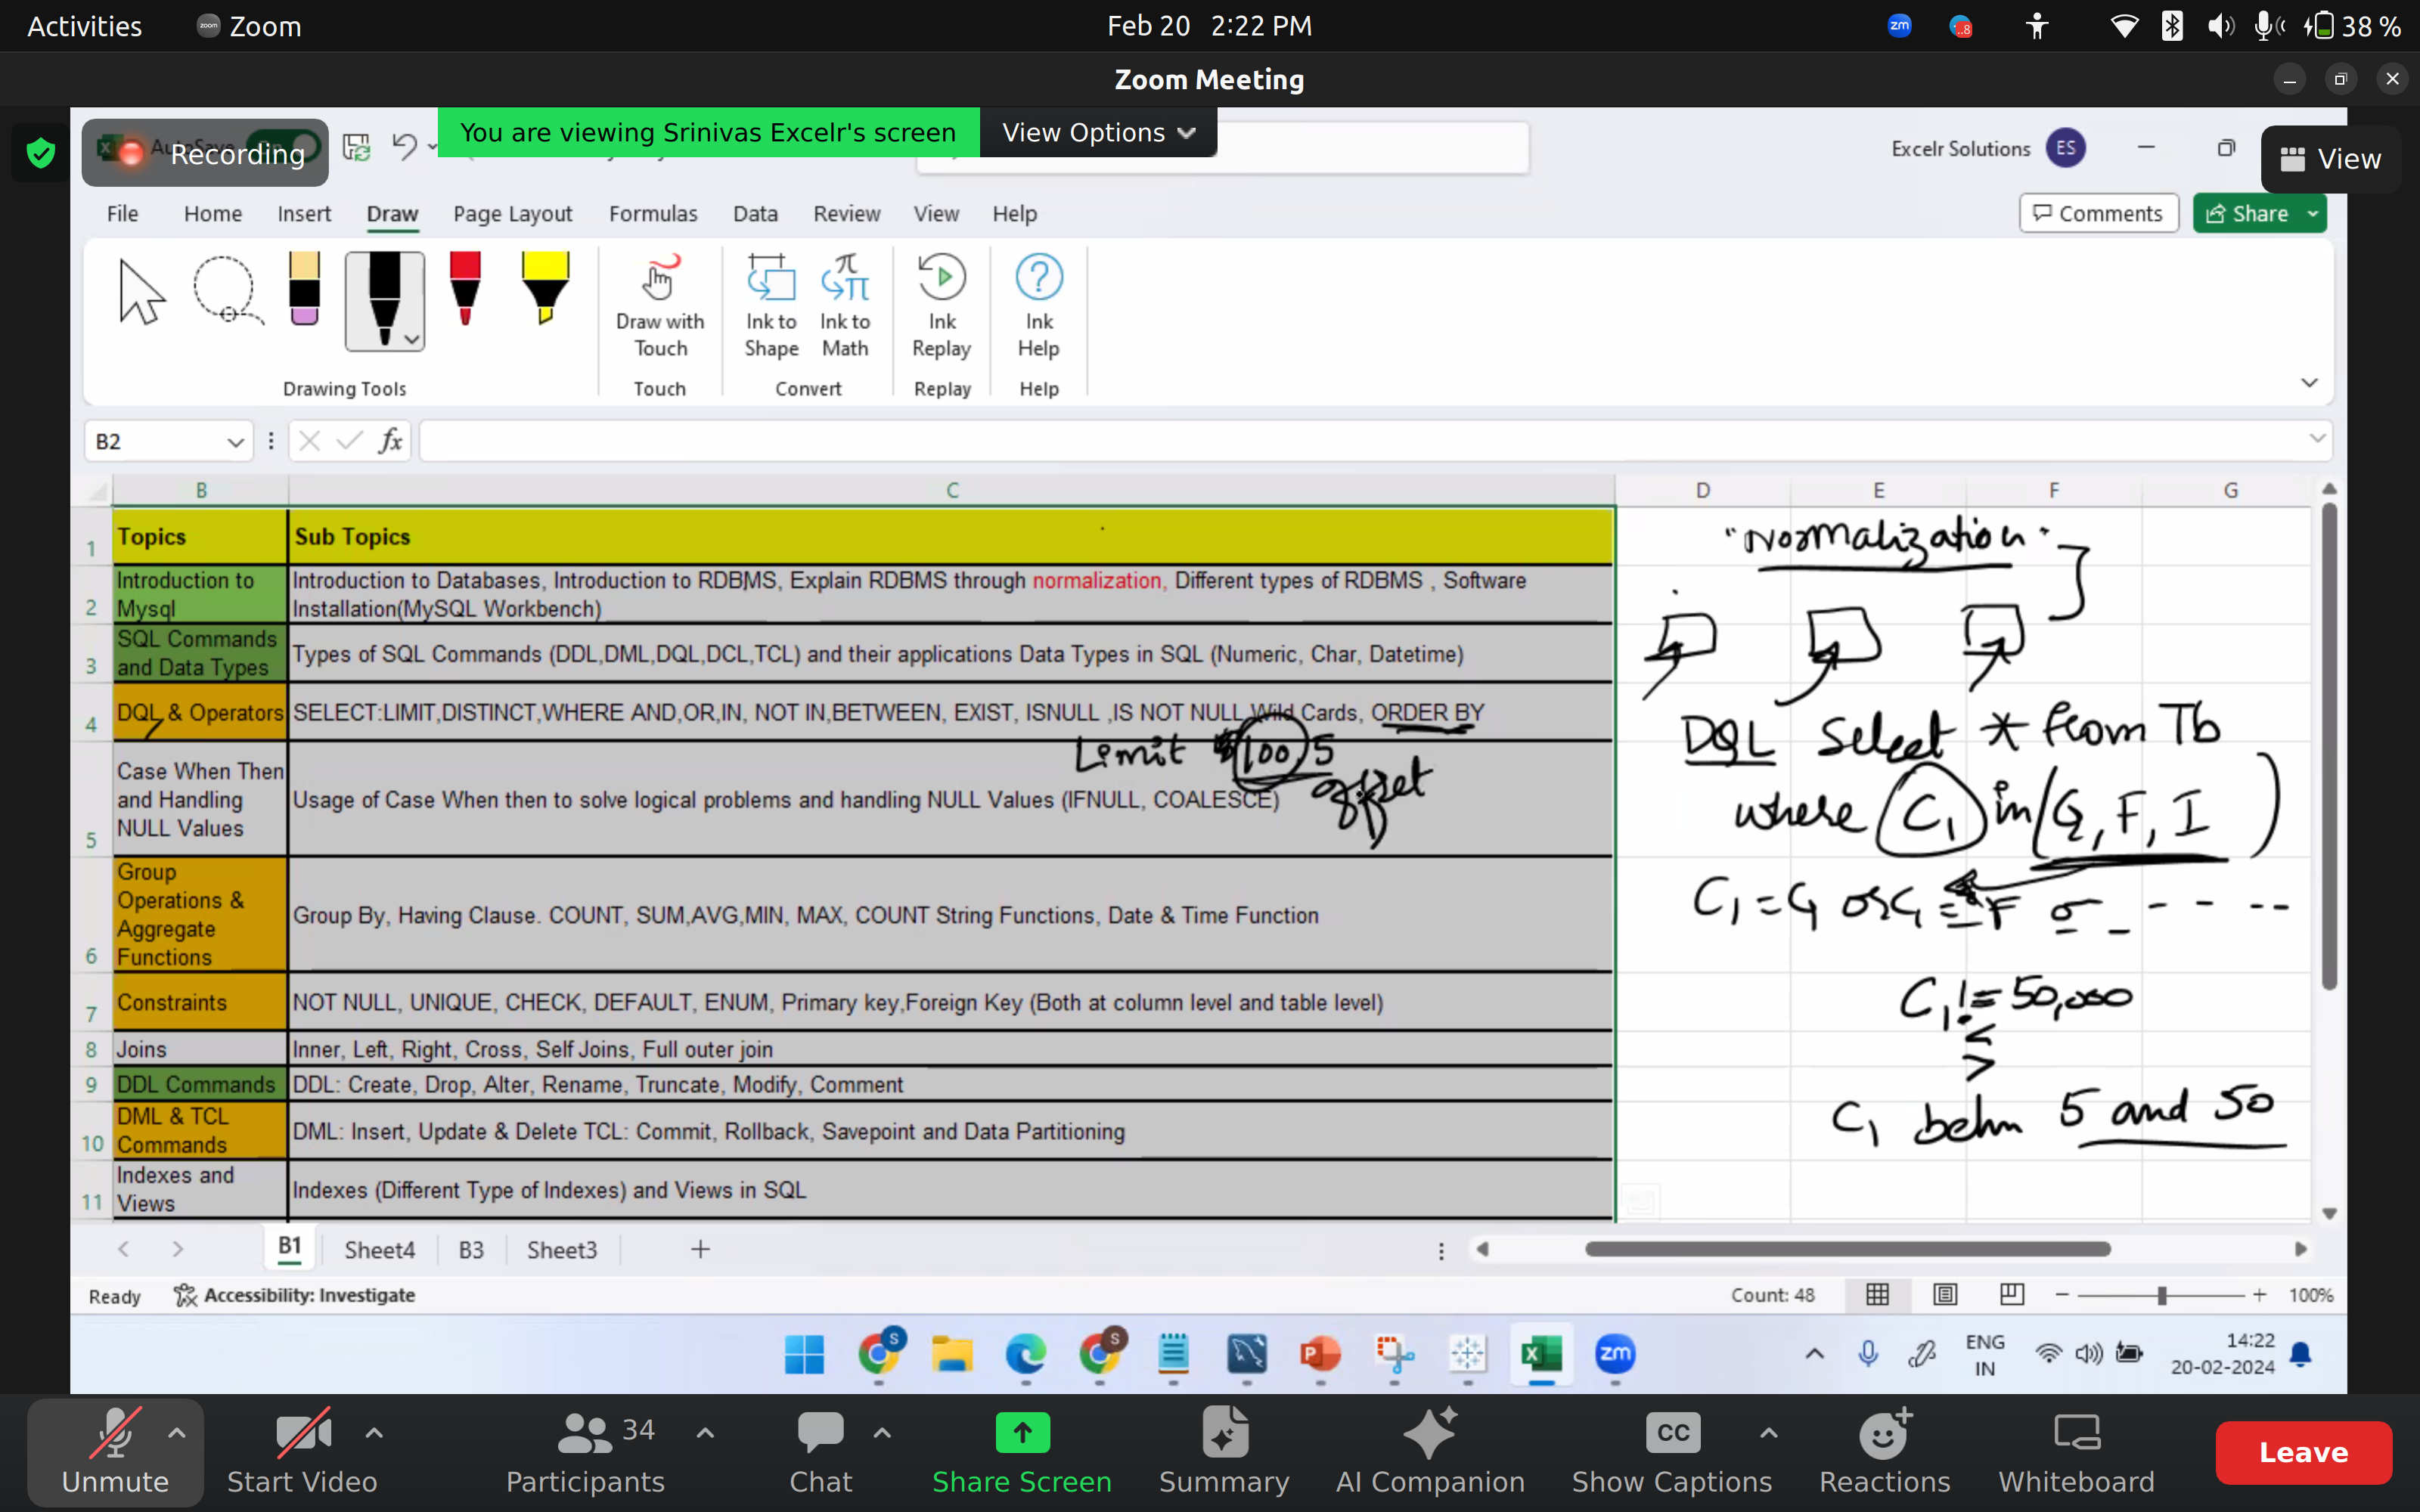 Activities Zoom Feb 20 2:22 PM 38 %
Zoom Meeting
Recording You are viewing Srinivas Excelr's screen View Options Excelr Solutions ES View
File Home Insert Draw Page Layout Formulas Data Review View Help Comments Share
Draw with Touch
Ink to Shape
Ink to Math
Ink Replay
Ink Help
Drawing Tools Touch Convert Replay Help
B2 fx
B C D E F G
1 Topics Sub Topics
2 Introduction to Mysql
Introduction to Databases, Introduction to RDBMS, Explain RDBMS through normalization, Different types of RDBMS , Software
Installation(MySQL Workbench)
3 SQL Commands and Data Types
Types of SQL Commands (DDL,DML,DQL,DCL,TCL) and their applications Data Types in SQL (Numeric, Char, Datetime)
4 DQL & Operators
SELECT:LIMIT,DISTINCT,WHERE AND,OR,IN, NOT IN,BETWEEN, EXIST, ISNULL ,IS NOT NULL,Wild Cards, ORDER BY
Limit 100,5
offset
5 Case When Then and Handling NULL Values
Usage of Case When then to solve logical problems and handling NULL Values (IFNULL, COALESCE)
6 Group Operations & Aggregate Functions
Group By, Having Clause. COUNT, SUM,AVG,MIN, MAX, COUNT String Functions, Date & Time Function
7 Constraints
NOT NULL, UNIQUE, CHECK, DEFAULT, ENUM, Primary key,Foreign Key (Both at column level and table level)
8 Joins
Inner, Left, Right, Cross, Self Joins, Full outer join
9 DDL Commands
DDL: Create, Drop, Alter, Rename, Truncate, Modify, Comment
10 DML & TCL Commands
DML: Insert, Update & Delete TCL: Commit, Rollback, Savepoint and Data Partitioning
11 Indexes and Views
Indexes (Different Type of Indexes) and Views in SQL
"Normalization"
DQL Select * from Tb
where C1 in (G, F, I)
C1 = G or C1 = F or
C1 != 50,000
<
>
C1 5 and 50
B1 Sheet4 B3 Sheet3 +
Ready Accessibility: Investigate Count: 48 100%
ENG IN 14:22 20-02-2024
Unmute Start Video 34 Participants Chat Share Screen Summary AI Companion CC Show Captions Reactions Whiteboard Leave